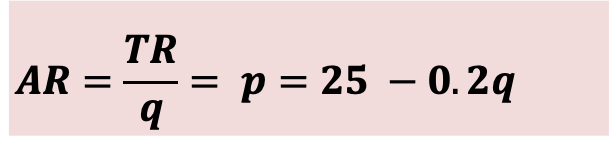 AR = TR/q = p = 25 − 0.2q